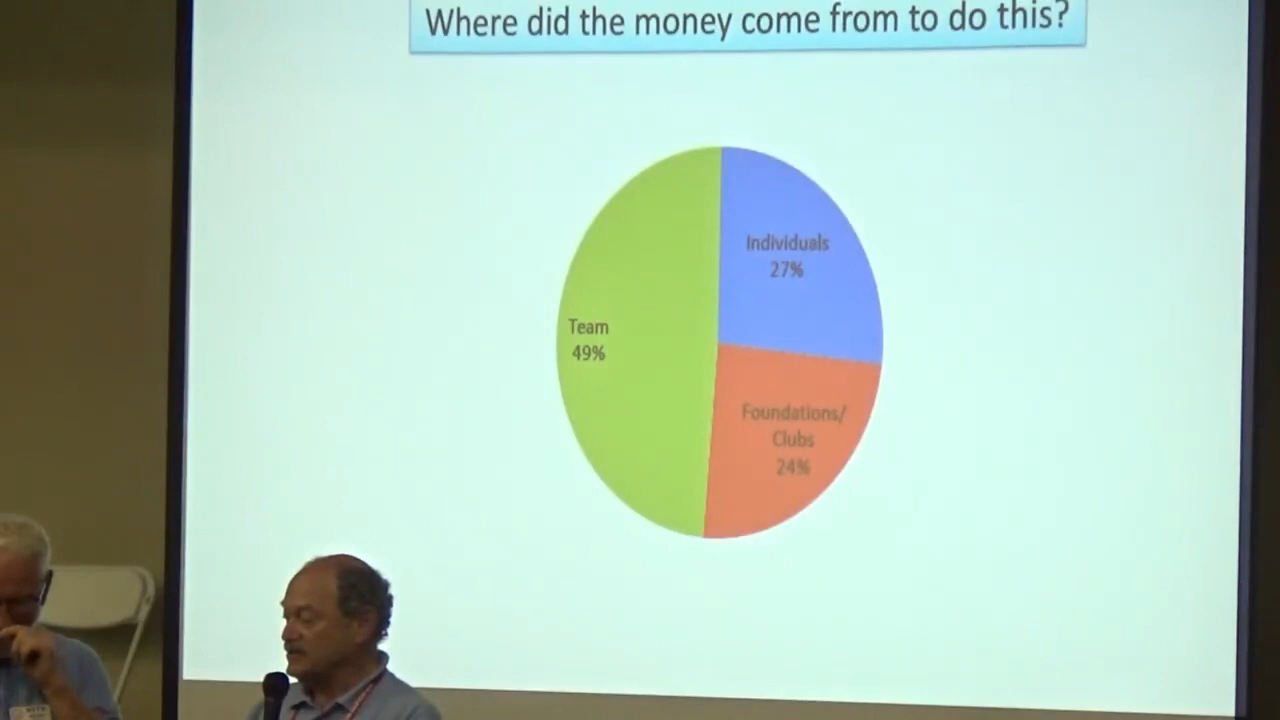 Where did the money come from to do this?
Individuals
27%
Team
49%
Foundations/
Clubs
24%